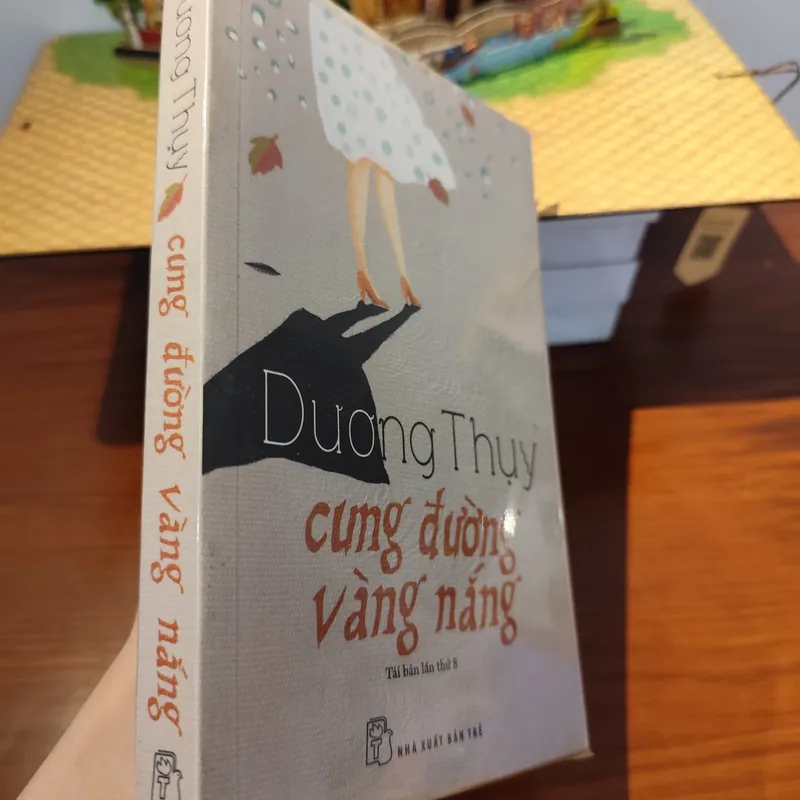 Dương Thụy
cung đường
vàng nắng
Tái bản lần thứ 8
NHÀ XUẤT BẢN TRẺ
ương Thụy cung đường vàng nắng